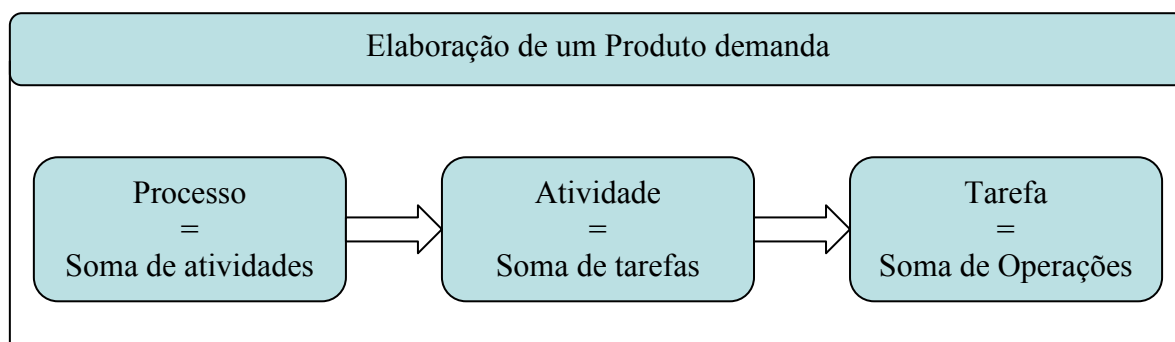 Elaboração de um Produto demanda
Processo
=
Soma de atividades
Atividade
=
Soma de tarefas
Tarefa
=
Soma de Operações